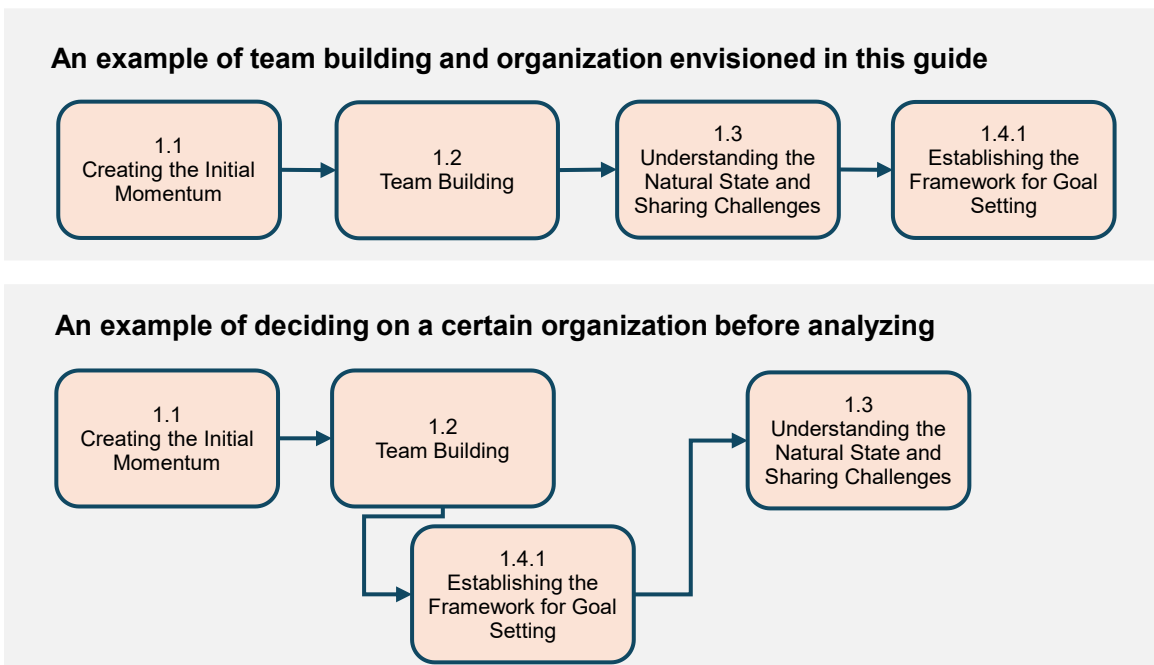 An example of team building and organization envisioned in this guide
1.1
Creating the Initial
Momentum
1.2
Team Building
1.3
Understanding the
Natural State and
Sharing Challenges
1.4.1
Establishing the
Framework for Goal
Setting
An example of deciding on a certain organization before analyzing
1.1
Creating the Initial
Momentum
1.2
Team Building
1.4.1
Establishing the
Framework for Goal
Setting
1.3
Understanding the
Natural State and
Sharing Challenges